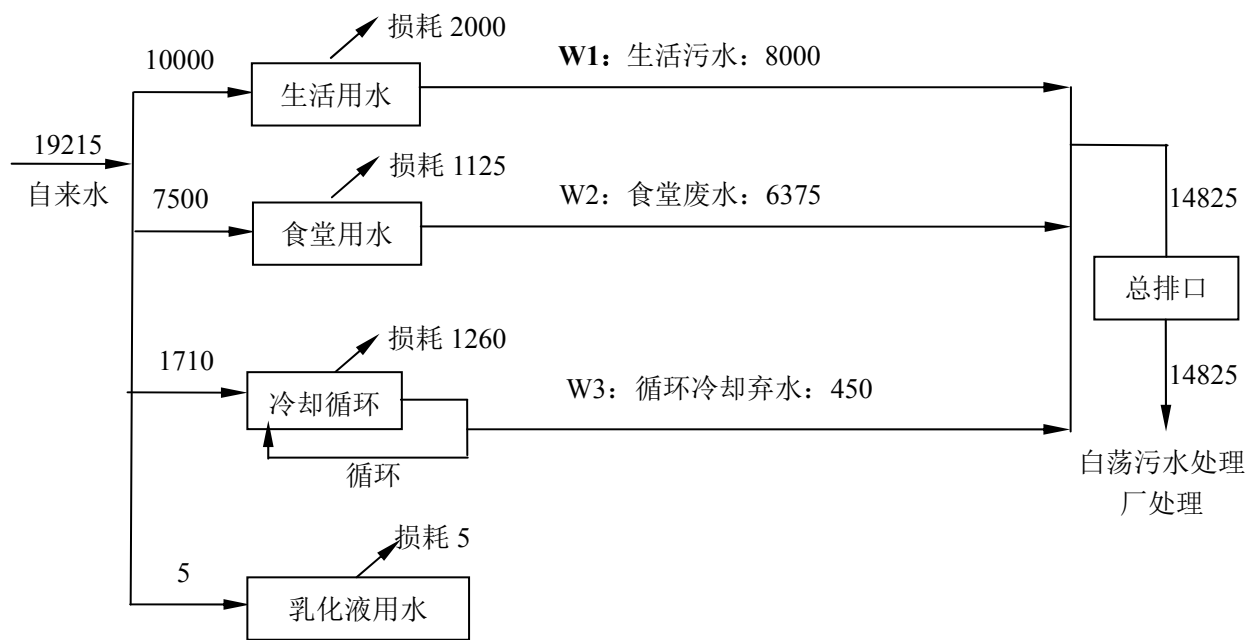 损耗 2000
10000
W1：生活污水：8000
生活用水
19215
自来水
损耗 1125
7500
W2：食堂废水：6375
食堂用水
14825
总排口
损耗 1260
1710
W3：循环冷却弃水：450
冷却循环
14825
循环
白荡污水处理
厂处理
损耗 5
5
乳化液用水